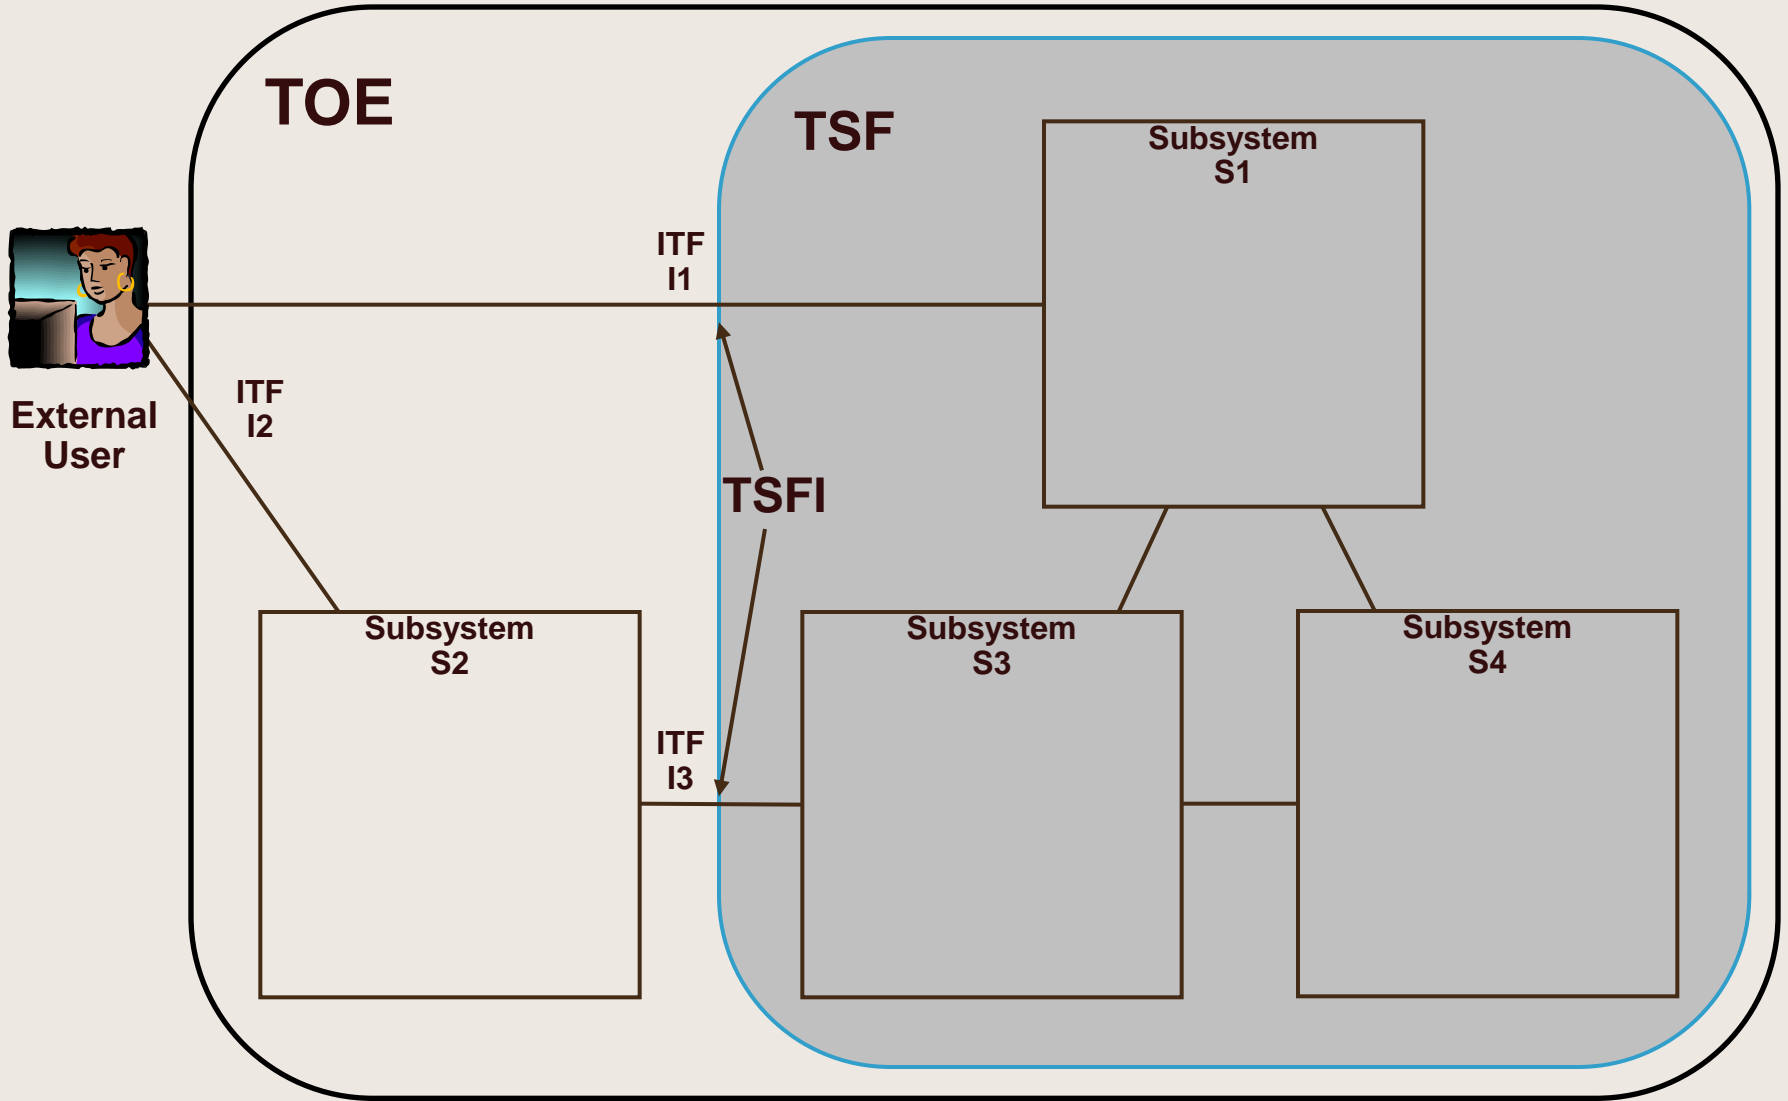 TOE
TSF
Subsystem
S1
ITF
I1
ITF
I2
External
User
TSFI
Subsystem
S2
Subsystem
S3
Subsystem
S4
ITF
I3